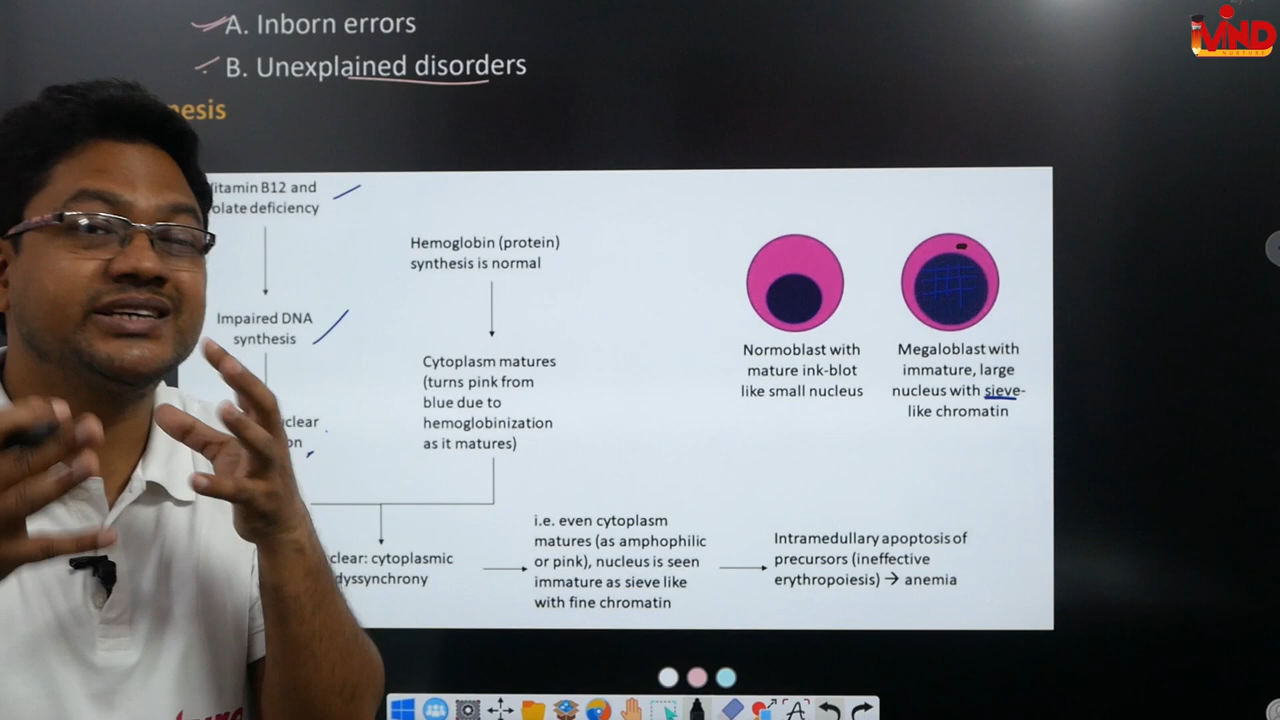 A. Inborn errors
B. Unexplained disorders
nesis
itamin B12 and
olate deficiency
Impaired DNA
synthesis
clear
on
Hemoglobin (protein)
synthesis is normal
Cytoplasm matures
(turns pink from
blue due to
hemoglobinization
as it matures)
clear: cytoplasmic
dyssynchrony
i.e. even cytoplasm
matures (as amphophilic
or pink), nucleus is seen
immature as sieve like
with fine chromatin
Intramedullary apoptosis of
precursors (ineffective
erythropoiesis) → anemia
Normoblast with
mature ink-blot
like small nucleus
Megaloblast with
immature, large
nucleus with sieve-
like chromatin
MIND
NURTURE